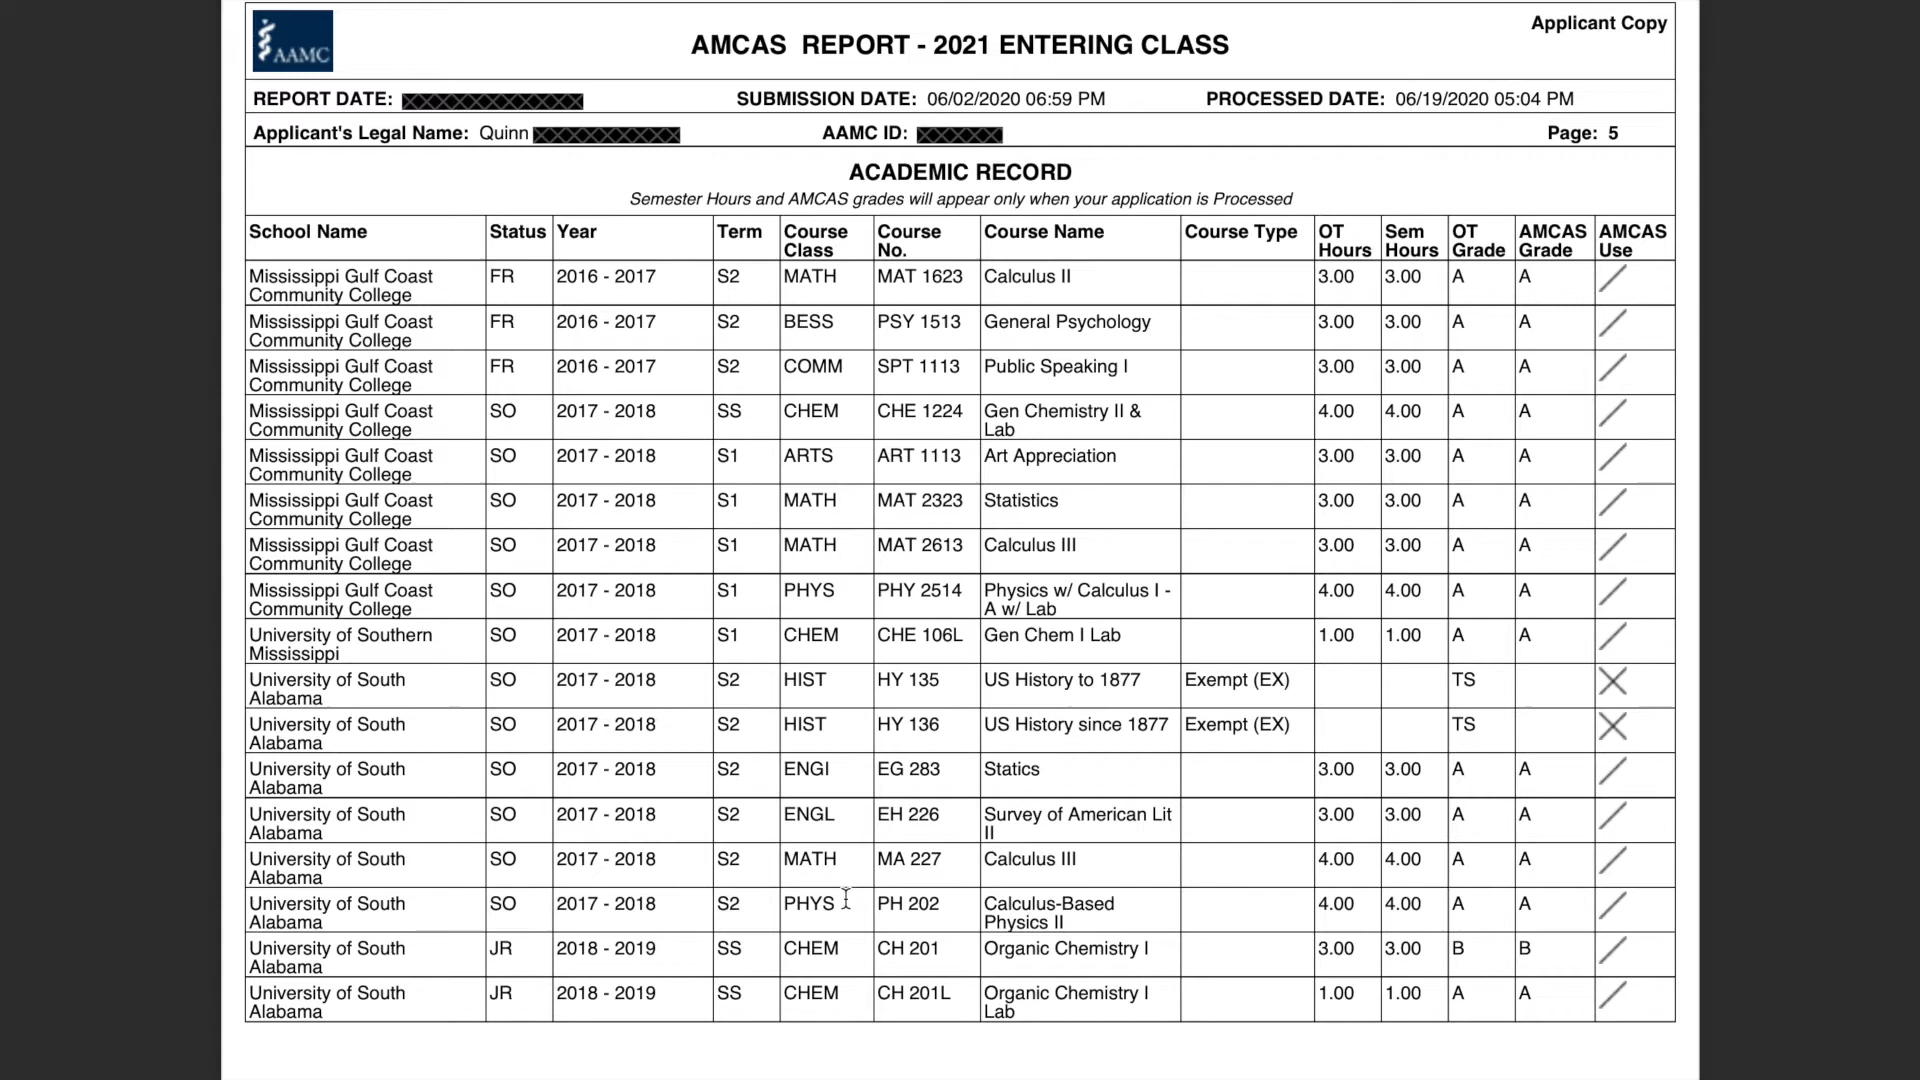 AAMC
AMCAS REPORT - 2021 ENTERING CLASS
Applicant Copy
REPORT DATE: SUBMISSION DATE: 06/02/2020 06:59 PM PROCESSED DATE: 06/19/2020 05:04 PM
Applicant's Legal Name: Quinn AAMC ID: Page: 5
ACADEMIC RECORD
Semester Hours and AMCAS grades will appear only when your application is Processed
School Name Status Year Term Course Class Course No. Course Name Course Type OT Hours Sem Hours OT Grade AMCAS Grade AMCAS Use
Mississippi Gulf Coast Community College FR 2016 - 2017 S2 MATH MAT 1623 Calculus II 3.00 3.00 A A
Mississippi Gulf Coast Community College FR 2016 - 2017 S2 BESS PSY 1513 General Psychology 3.00 3.00 A A
Mississippi Gulf Coast Community College FR 2016 - 2017 S2 COMM SPT 1113 Public Speaking I 3.00 3.00 A A
Mississippi Gulf Coast Community College SO 2017 - 2018 SS CHEM CHE 1224 Gen Chemistry II & Lab 4.00 4.00 A A
Mississippi Gulf Coast Community College SO 2017 - 2018 S1 ARTS ART 1113 Art Appreciation 3.00 3.00 A A
Mississippi Gulf Coast Community College SO 2017 - 2018 S1 MATH MAT 2323 Statistics 3.00 3.00 A A
Mississippi Gulf Coast Community College SO 2017 - 2018 S1 MATH MAT 2613 Calculus III 3.00 3.00 A A
Mississippi Gulf Coast Community College SO 2017 - 2018 S1 PHYS PHY 2514 Physics w/ Calculus I - A w/ Lab 4.00 4.00 A A
University of Southern Mississippi SO 2017 - 2018 S1 CHEM CHE 106L Gen Chem I Lab 1.00 1.00 A A
University of South Alabama SO 2017 - 2018 S2 HIST HY 135 US History to 1877 Exempt (EX) TS
University of South Alabama SO 2017 - 2018 S2 HIST HY 136 US History since 1877 Exempt (EX) TS
University of South Alabama SO 2017 - 2018 S2 ENGI EG 283 Statics 3.00 3.00 A A
University of South Alabama SO 2017 - 2018 S2 ENGL EH 226 Survey of American Lit II 3.00 3.00 A A
University of South Alabama SO 2017 - 2018 S2 MATH MA 227 Calculus III 4.00 4.00 A A
University of South Alabama SO 2017 - 2018 S2 PHYS PH 202 Calculus-Based Physics II 4.00 4.00 A A
University of South Alabama JR 2018 - 2019 SS CHEM CH 201 Organic Chemistry I 3.00 3.00 B B
University of South Alabama JR 2018 - 2019 SS CHEM CH 201L Organic Chemistry I Lab 1.00 1.00 A A